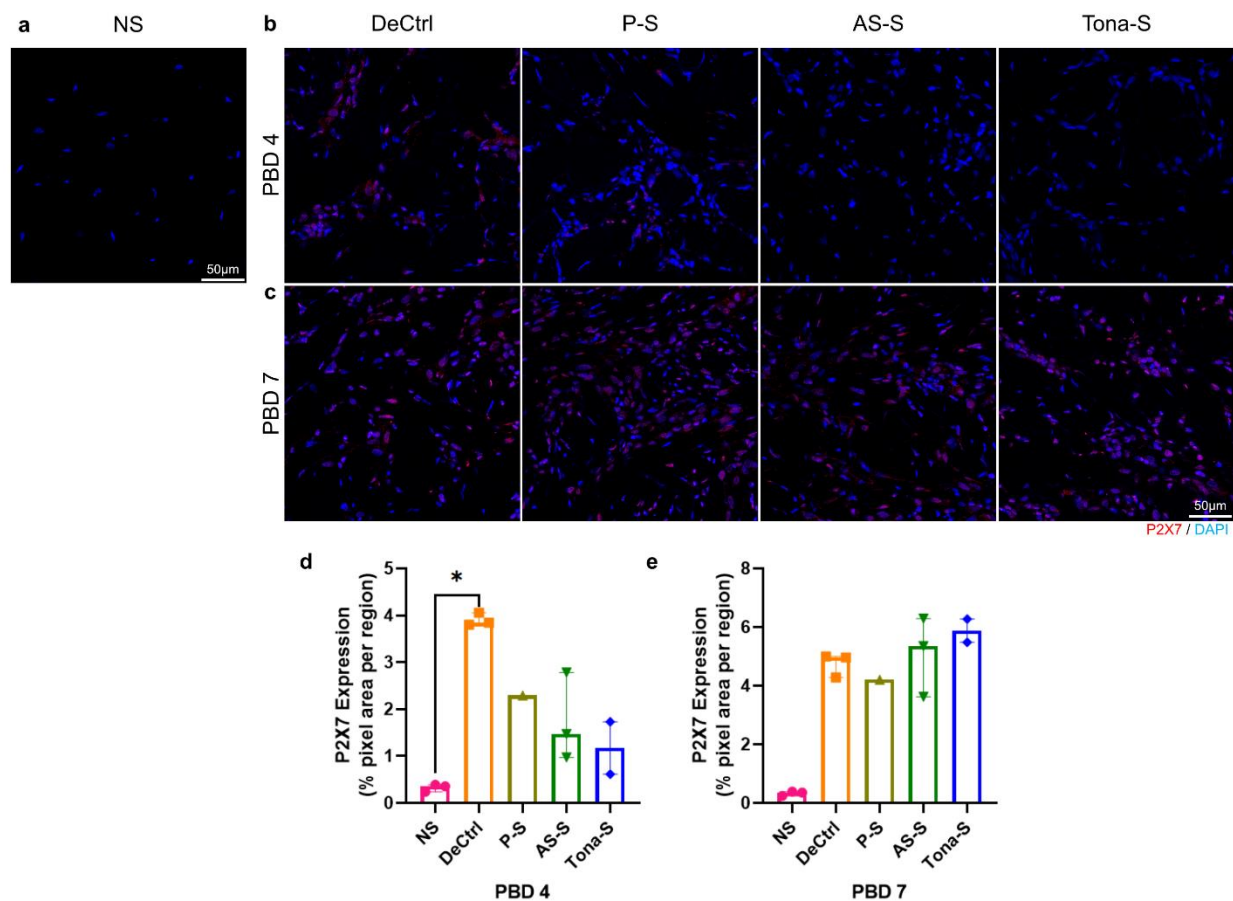 a NS b DeCtrl P-S AS-S Tona-S
PBD 4
50µm
c
PBD 7
50µm
P2X7 / DAPI
d
P2X7 Expression
(% pixel area per region)
5
4
3
2
1
0
*
NS DeCtrl P-S AS-S Tona-S
PBD 4
e
P2X7 Expression
(% pixel area per region)
8
6
4
2
0
NS DeCtrl P-S AS-S Tona-S
PBD 7